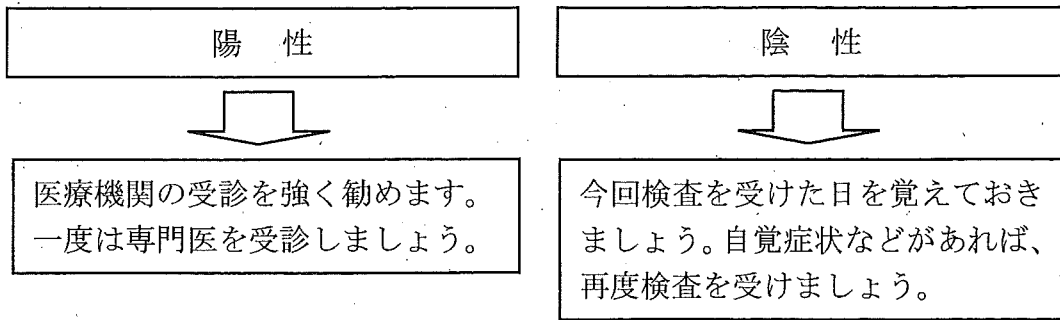 陽 性
医療機関の受診を強く勧めます。
一度は専門医を受診しましょう。
陰 性
今回検査を受けた日を覚えておき
ましょう。自覚症状などがあれば、
再度検査を受けましょう。